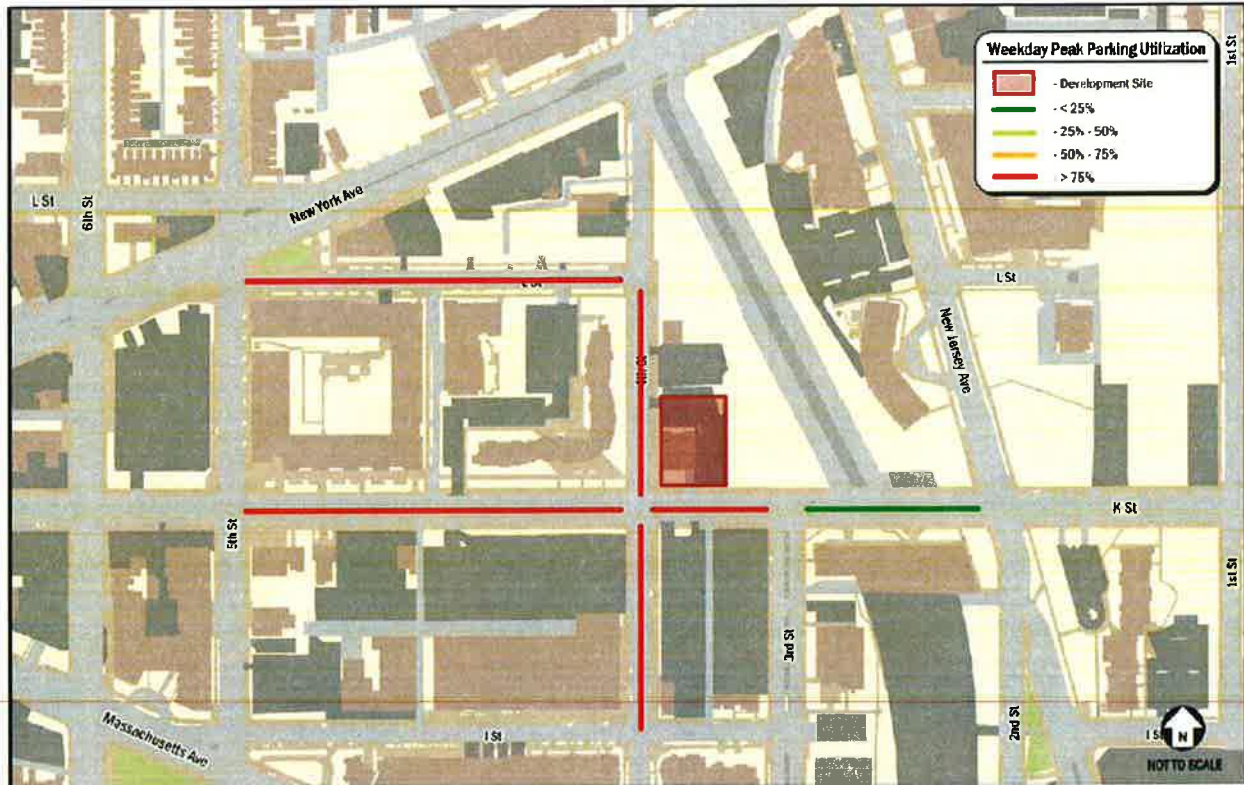 Weekday Peak Parking Utilization
- Development Site
- < 25%
- 25% - 50%
- 50% - 75%
- > 75%
1st St
L St
6th St
New York Ave
L St
New Jersey Ave
5th St
K St
3rd St
1st St
Massachusetts Ave
I St
2nd St
I St
N
NOT TO SCALE